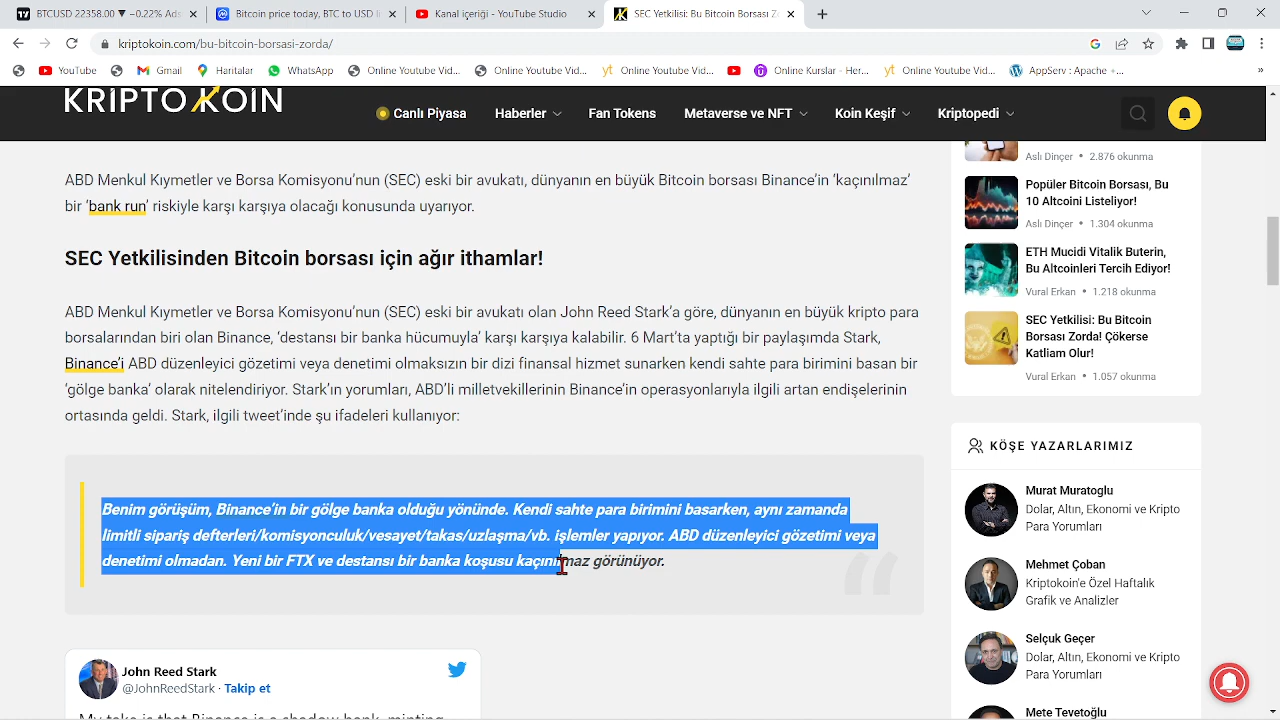 BTCUSD 22358.00 ▼ −0.22% Ads
Bitcoin price today, BTC to USD li
Kanal içeriği - YouTube Studio
SEC Yetkilisi: Bu Bitcoin Borsası Z
kriptokoin.com/bu-bitcoin-borsasi-zorda/
YouTube
Gmail
Haritalar
WhatsApp
Online Youtube Vid...
Online Youtube Vid...
Online Youtube Vid...
Online Kurslar - Her...
Online Youtube Vid...
AppServ : Apache +...
KRİPTOKOİN
Canlı Piyasa
Haberler
Fan Tokens
Metaverse ve NFT
Koin Keşif
Kriptopedi
ABD Menkul Kıymetler ve Borsa Komisyonu’nun (SEC) eski bir avukatı, dünyanın en büyük Bitcoin borsası Binance’in ‘kaçınılmaz’
bir ‘bank run’ riskiyle karşı karşıya olacağı konusunda uyarıyor.
SEC Yetkilisinden Bitcoin borsası için ağır ithamlar!
ABD Menkul Kıymetler ve Borsa Komisyonu’nun (SEC) eski bir avukatı olan John Reed Stark’a göre, dünyanın en büyük kripto para
borsalarından biri olan Binance, ‘destansı bir banka hücumuyla’ karşı karşıya kalabilir. 6 Mart’ta yaptığı bir paylaşımda Stark,
Binance’i ABD düzenleyici gözetimi veya denetimi olmaksızın bir dizi finansal hizmet sunarken kendi sahte para birimini basan bir
‘gölge banka’ olarak nitelendiriyor. Stark’ın yorumları, ABD’li milletvekillerinin Binance’in operasyonlarıyla ilgili artan endişelerinin
ortasında geldi. Stark, ilgili tweet’inde şu ifadeleri kullanıyor:
Benim görüşüm, Binance’in bir gölge banka olduğu yönünde. Kendi sahte para birimini basarken, aynı zamanda
limitli sipariş defterleri/komisyonculuk/vesayet/takas/uzlaşma/vb. işlemler yapıyor. ABD düzenleyici gözetimi veya
denetimi olmadan. Yeni bir FTX ve destansı bir banka koşusu kaçınılmaz görünüyor.
John Reed Stark
@JohnReedStark · Takip et
My take is that Binance is a shadow bank, minting
Aslı Dinçer • 2.876 okunma
Popüler Bitcoin Borsası, Bu
10 Altcoini Listeliyor!
Aslı Dinçer • 1.304 okunma
ETH Mucidi Vitalik Buterin,
Bu Altcoinleri Tercih Ediyor!
Vural Erkan • 1.218 okunma
SEC Yetkilisi: Bu Bitcoin
Borsası Zorda! Çökerse
Katliam Olur!
Vural Erkan • 1.057 okunma
KÖŞE YAZARLARIMIZ
Murat Muratoglu
Dolar, Altın, Ekonomi ve Kripto
Para Yorumları
Mehmet Çoban
Kriptokoin’e Özel Haftalık
Grafik ve Analizler
Selçuk Geçer
Dolar, Altın, Ekonomi ve Kripto
Para Yorumları
Mete Tevetoğlu